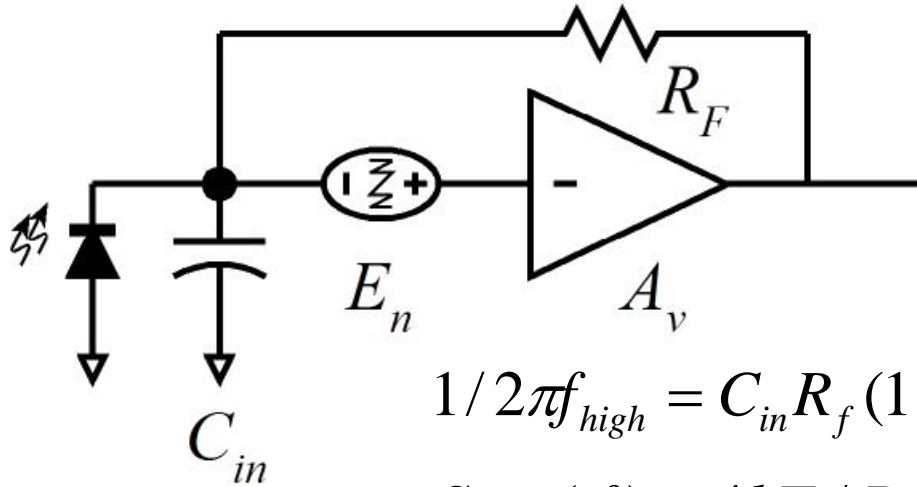 R_F
- +
-
E_n
A_v
C_in
1/2πf_high = C_in R_f (1